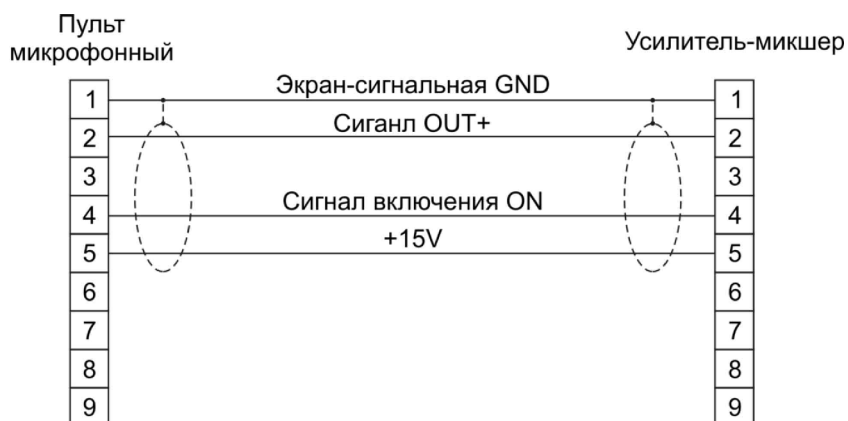 Пульт
микрофонный
Усилитель-микшер
1
Экран-сигнальная GND
1
2
Сиганл OUT+
2
3
3
4
Сигнал включения ON
4
5
+15V
5
6
6
7
7
8
8
9
9